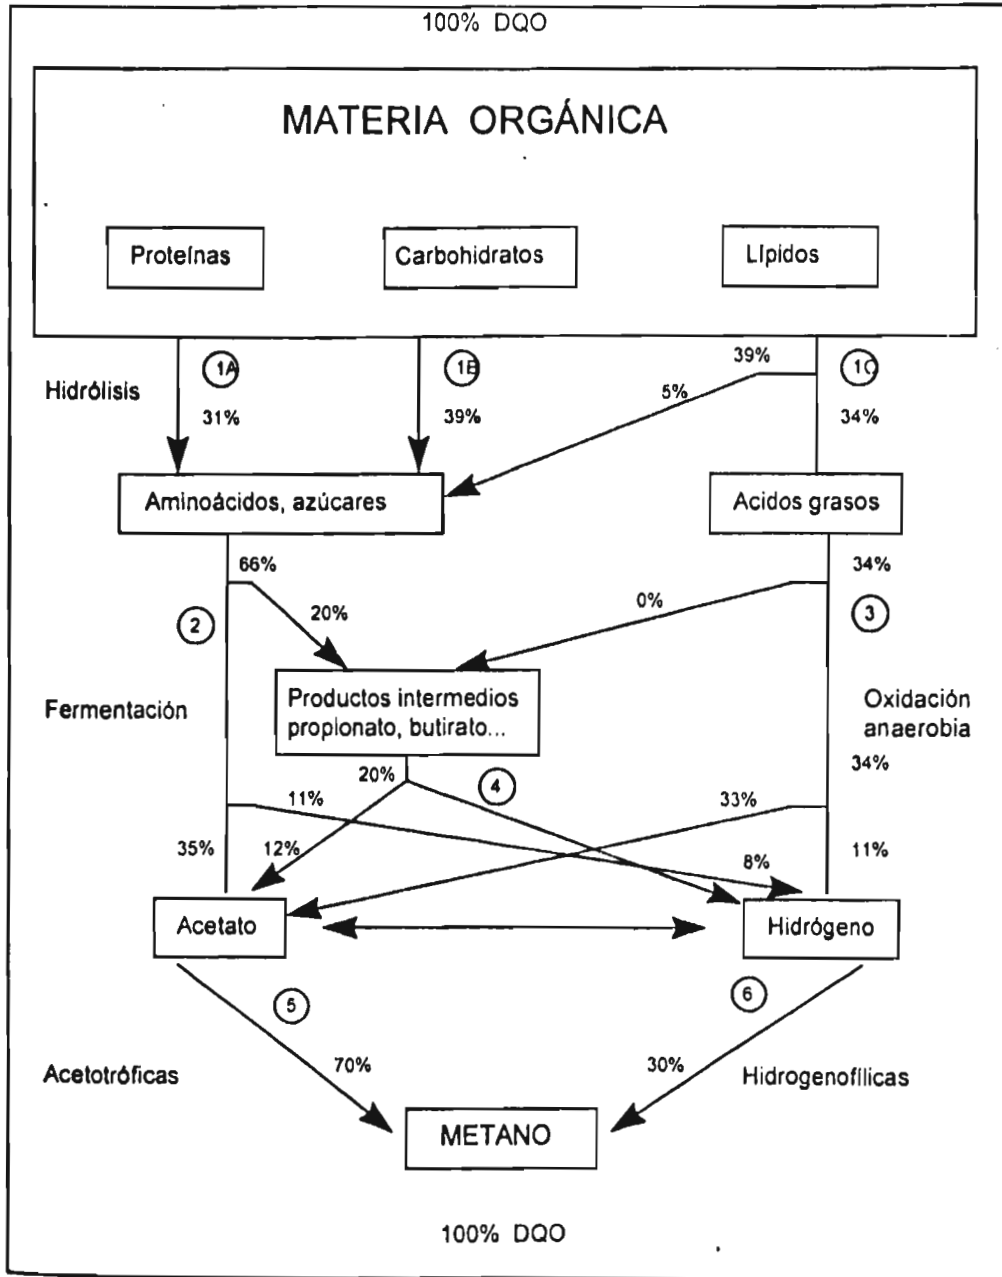 100% DQO
MATERIA ORGÁNICA
Proteínas
Carbohidratos
Lípidos
Hidrólisis
1A
31%
1B
39%
39%
5%
1C
34%
Aminoácidos, azúcares
Acidos grasos
66%
34%
2
20%
0%
3
Fermentación
Productos intermedios
propionato, butirato...
Oxidación
anaerobia
34%
20%
4
11%
33%
35%
12%
8%
11%
Acetato
Hidrógeno
5
6
Acetotróficas
70%
30%
Hidrogenofílicas
METANO
100% DQO